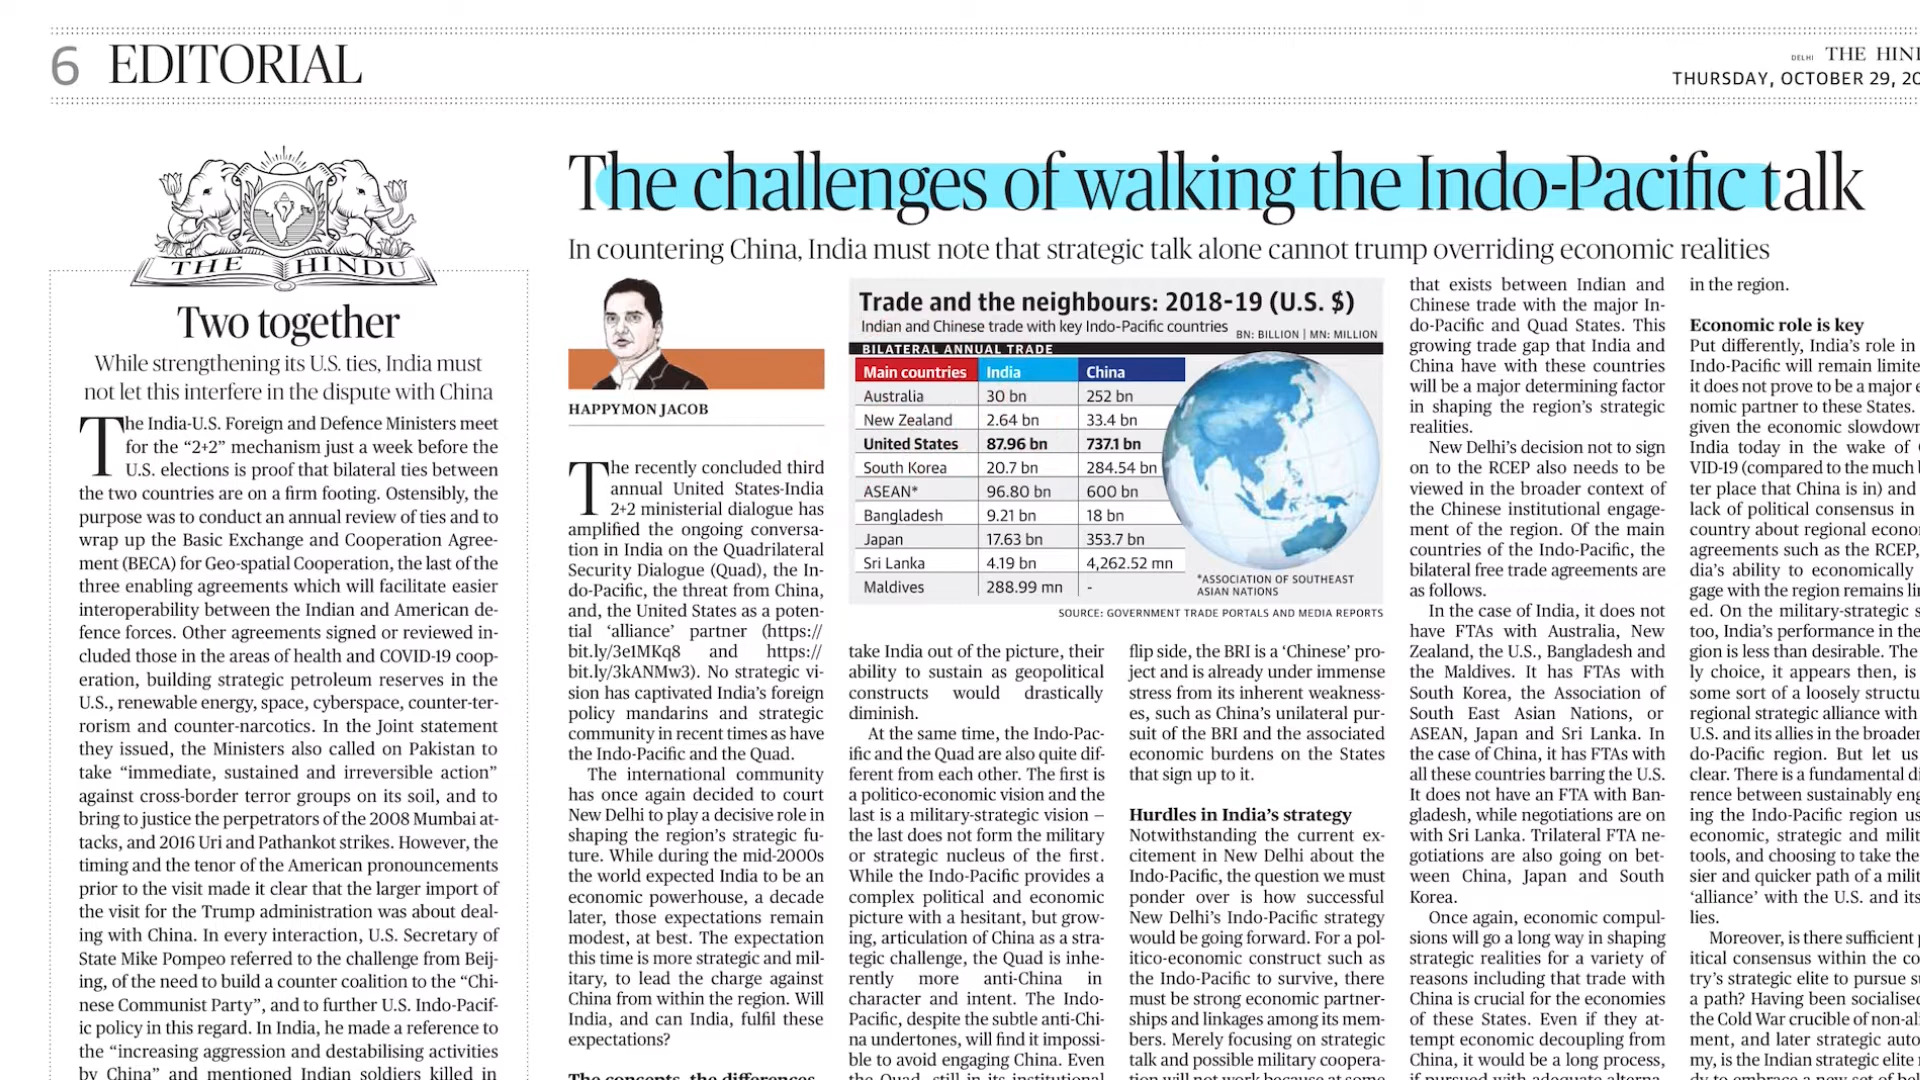 6 EDITORIAL
DELHI THE
THURSDAY, OCTOBER 29,
THE HINDU
Two together
While strengthening its U.S. ties, India must
not let this interfere in the dispute with China
The India-U.S. Foreign and Defence Ministers meet
for the “2+2” mechanism just a week before the
U.S. elections is proof that bilateral ties between
the two countries are on a firm footing. Ostensibly, the
purpose was to conduct an annual review of ties and to
wrap up the Basic Exchange and Cooperation Agree-
ment (BECA) for Geo-spatial Cooperation, the last of the
three enabling agreements which will facilitate easier
interoperability between the Indian and American de-
fence forces. Other agreements signed or reviewed in-
cluded those in the areas of health and COVID-19 coop-
eration, building strategic petroleum reserves in the
U.S., renewable energy, space, cyberspace, counter-ter-
rorism and counter-narcotics. In the Joint statement
they issued, the Ministers also called on Pakistan to
take “immediate, sustained and irreversible action”
against cross-border terror groups on its soil, and to
bring to justice the perpetrators of the 2008 Mumbai at-
tacks, and 2016 Uri and Pathankot strikes. However, the
timing and the tenor of the American pronouncements
prior to the visit made it clear that the larger import of
the visit for the Trump administration was about deal-
ing with China. In every interaction, U.S. Secretary of
State Mike Pompeo referred to the challenge from Beij-
ing, of the need to build a counter coalition to the “Chi-
nese Communist Party”, and to further U.S. Indo-Pacif-
ic policy in this regard. In India, he made a reference to
the “increasing aggression and destabilising activities
by China” and mentioned Indian soldiers killed in
The challenges of walking the Indo-Pacific talk
In countering China, India must note that strategic talk alone cannot trump overriding economic realities
HAPPYMON JACOB
The recently concluded third
annual United States-India
2+2 ministerial dialogue has
amplified the ongoing conversa-
tion in India on the Quadrilateral
Security Dialogue (Quad), the In-
do-Pacific, the threat from China,
and, the United States as a poten-
tial ‘alliance’ partner (https://
bit.ly/3e1MKq8 and https://
bit.ly/3kANMw3). No strategic vi-
sion has captivated India’s foreign
policy mandarins and strategic
community in recent times as have
the Indo-Pacific and the Quad.
The international community
has once again decided to court
New Delhi to play a decisive role in
shaping the region’s strategic fu-
ture. While during the mid-2000s
the world expected India to be an
economic powerhouse, a decade
later, those expectations remain
modest, at best. The expectation
this time is more strategic and mil-
itary, to lead the charge against
China from within the region. Will
India, and can India, fulfil these
expectations?
The concepts, the differences
Trade and the neighbours: 2018-19 (U.S. $)
Indian and Chinese trade with key Indo-Pacific countries BN: BILLION | MN: MILLION
BILATERAL ANNUAL TRADE
Main countries India China
Australia 30 bn 252 bn
New Zealand 2.64 bn 33.4 bn
United States 87.96 bn 737.1 bn
South Korea 20.7 bn 284.54 bn
ASEAN* 96.80 bn 600 bn
Bangladesh 9.21 bn 18 bn
Japan 17.63 bn 353.7 bn
Sri Lanka 4.19 bn 4,262.52 mn
Maldives 288.99 mn -
*ASSOCIATION OF SOUTHEAST
ASIAN NATIONS
SOURCE: GOVERNMENT TRADE PORTALS AND MEDIA REPORTS
take India out of the picture, their
ability to sustain as geopolitical
constructs would drastically
diminish.
At the same time, the Indo-Pac-
ific and the Quad are also quite dif-
ferent from each other. The first is
a politico-economic vision and the
last is a military-strategic vision —
the last does not form the military
or strategic nucleus of the first.
While the Indo-Pacific provides a
complex political and economic
picture with a hesitant, but grow-
ing, articulation of China as a stra-
tegic challenge, the Quad is inhe-
rently more anti-China in
character and intent. The Indo-
Pacific, despite the subtle anti-Chi-
na undertones, will find it impossi-
ble to avoid engaging China. Even
the Quad, still in its institutional
flip side, the BRI is a ‘Chinese’ pro-
ject and is already under immense
stress from its inherent weakness-
es, such as China’s unilateral pur-
suit of the BRI and the associated
economic burdens on the States
that sign up to it.
Hurdles in India’s strategy
Notwithstanding the current ex-
citement in New Delhi about the
Indo-Pacific, the question we must
ponder over is how successful
New Delhi’s Indo-Pacific strategy
would be going forward. For a pol-
itico-economic construct such as
the Indo-Pacific to survive, there
must be strong economic partner-
ships and linkages among its mem-
bers. Merely focusing on strategic
talk and possible military coopera-
tion will not work because at some
that exists between Indian and
Chinese trade with the major In-
do-Pacific and Quad States. This
growing trade gap that India and
China have with these countries
will be a major determining factor
in shaping the region’s strategic
realities.
New Delhi’s decision not to sign
on to the RCEP also needs to be
viewed in the broader context of
the Chinese institutional engage-
ment of the region. Of the main
countries of the Indo-Pacific, the
bilateral free trade agreements are
as follows.
In the case of India, it does not
have FTAs with Australia, New
Zealand, the U.S., Bangladesh and
the Maldives. It has FTAs with
South Korea, the Association of
South East Asian Nations, or
ASEAN, Japan and Sri Lanka. In
the case of China, it has FTAs with
all these countries barring the U.S.
It does not have an FTA with Ban-
gladesh, while negotiations are on
with Sri Lanka. Trilateral FTA ne-
gotiations are also going on bet-
ween China, Japan and South
Korea.
Once again, economic compul-
sions will go a long way in shaping
strategic realities for a variety of
reasons including that trade with
China is crucial for the economies
of these States. Even if they at-
tempt economic decoupling from
China, it would be a long process,
if pursued with adequate
in the region.
Economic role is key
Put differently, India’s role in
Indo-Pacific will remain
it does not prove to be a major
nomic partner to these States.
given the economic
India today in the wake of
VID-19 (compared to the much
ter place that China is in) and
lack of political consensus in
country about regional
agreements such as the RCEP,
dia’s ability to economically
gage with the region remains
ed. On the military-strategic
too, India’s performance in the
gion is less than desirable. The
ly choice, it appears then, is
some sort of a loosely
regional strategic alliance with
U.S. and its allies in the broader
do-Pacific region. But let us
clear. There is a fundamental
rence between sustainably
ing the Indo-Pacific region
economic, strategic and
tools, and choosing to take the
sier and quicker path of a
‘alliance’ with the U.S. and its
lies.
Moreover, is there sufficient
itical consensus within the
try’s strategic elite to pursue
a path? Having been socialised
the Cold War crucible of
ment, and later strategic
my, is the Indian strategic elite
dy to embrace a new set of